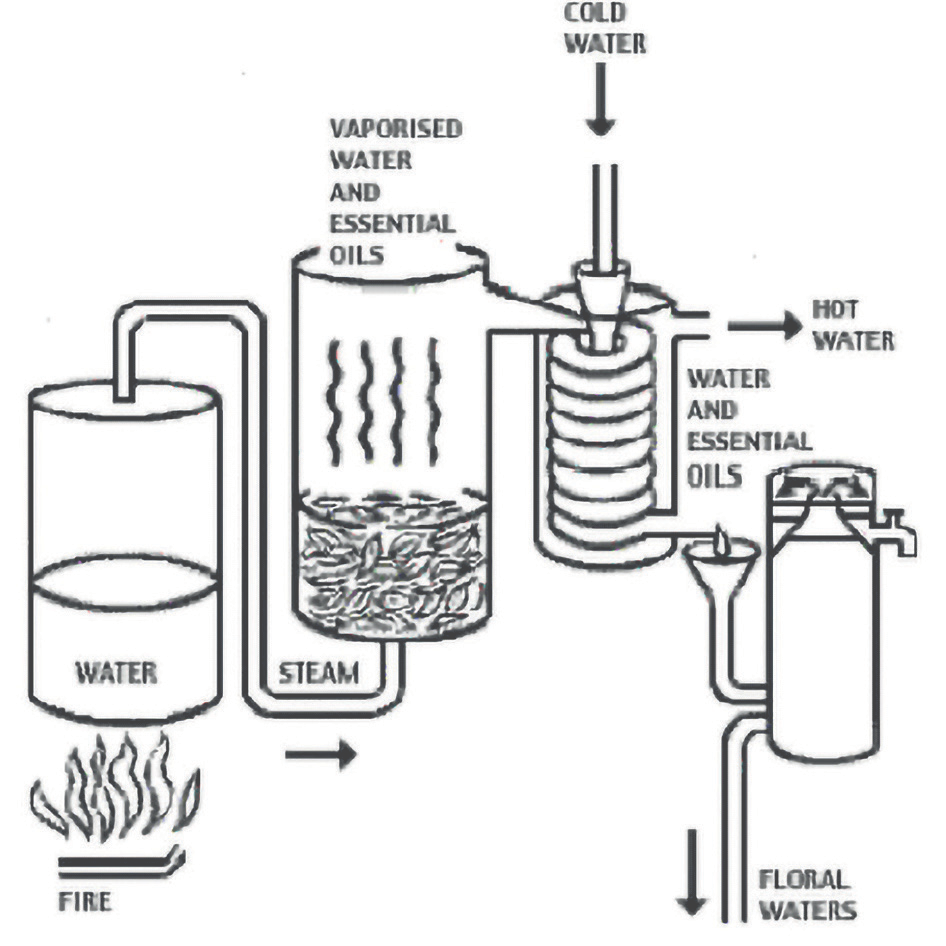 COLD
WATER
VAPORISED
WATER
AND
ESSENTIAL
OILS
HOT
WATER
WATER
AND
ESSENTIAL
OILS
WATER
STEAM
FIRE
FLORAL
WATERS